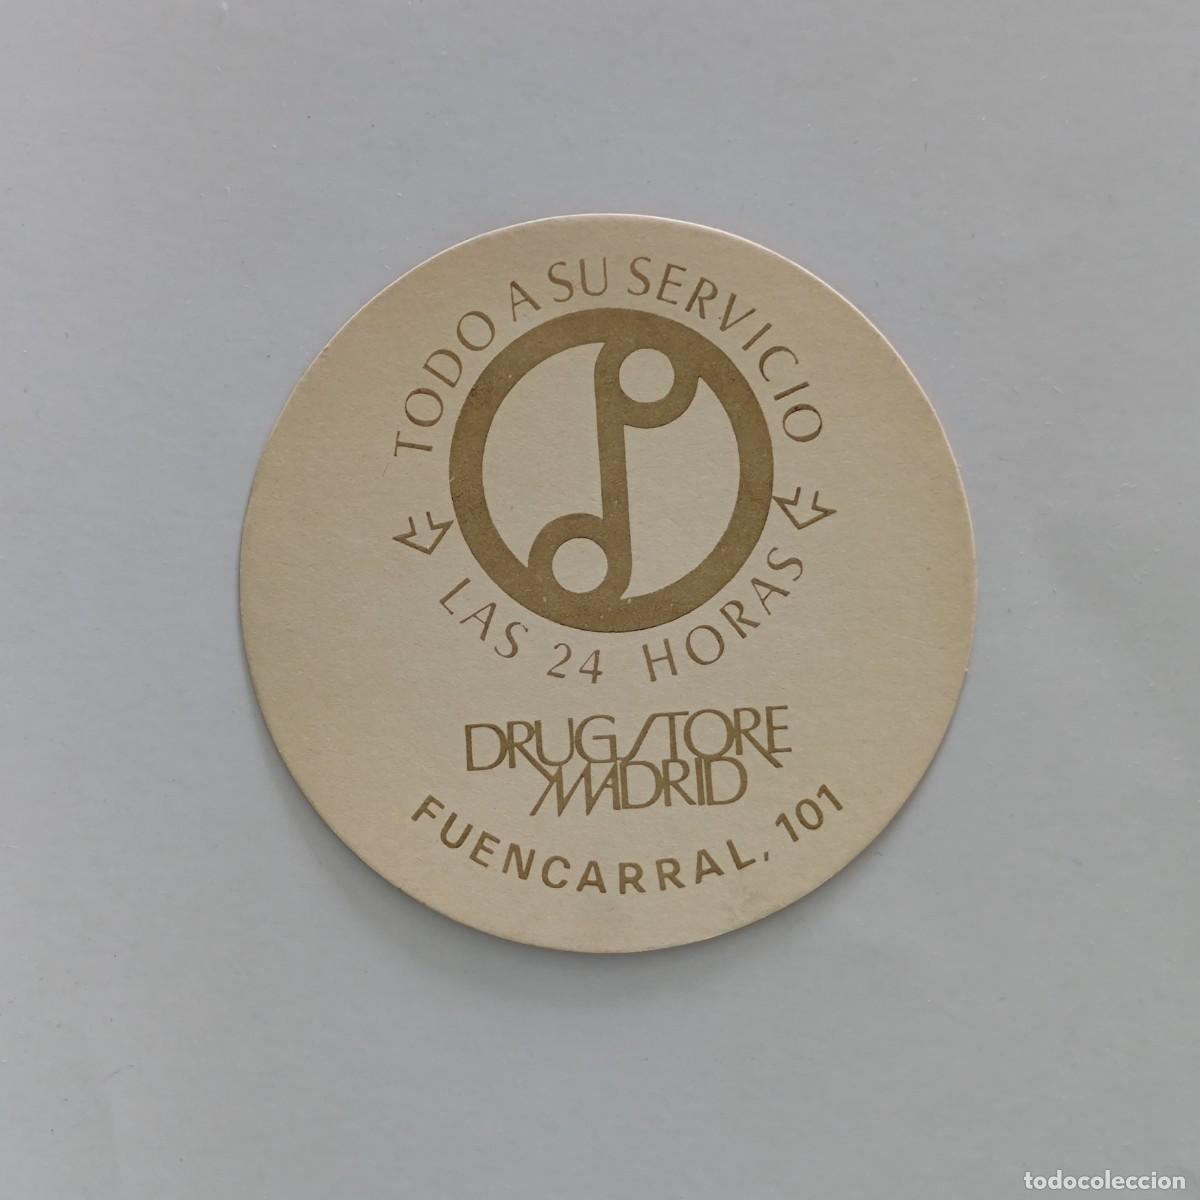 TODO A SU SERVICIO
LAS 24 HORAS
DRUGSTORE
MADRID
FUENCARRAL, 101
todocoleccion